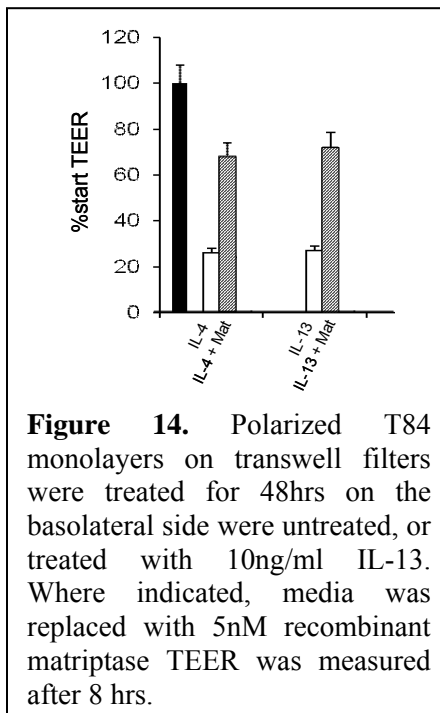 120
100
80
60
40
20
0
%start TEER
IL-4
IL-4 + Mat
IL-13
IL-13 + Mat
Figure 14. Polarized T84
monolayers on transwell filters
were treated for 48hrs on the
basolateral side were untreated, or
treated with 10ng/ml IL-13.
Where indicated, media was
replaced with 5nM recombinant
matriptase TEER was measured
after 8 hrs.